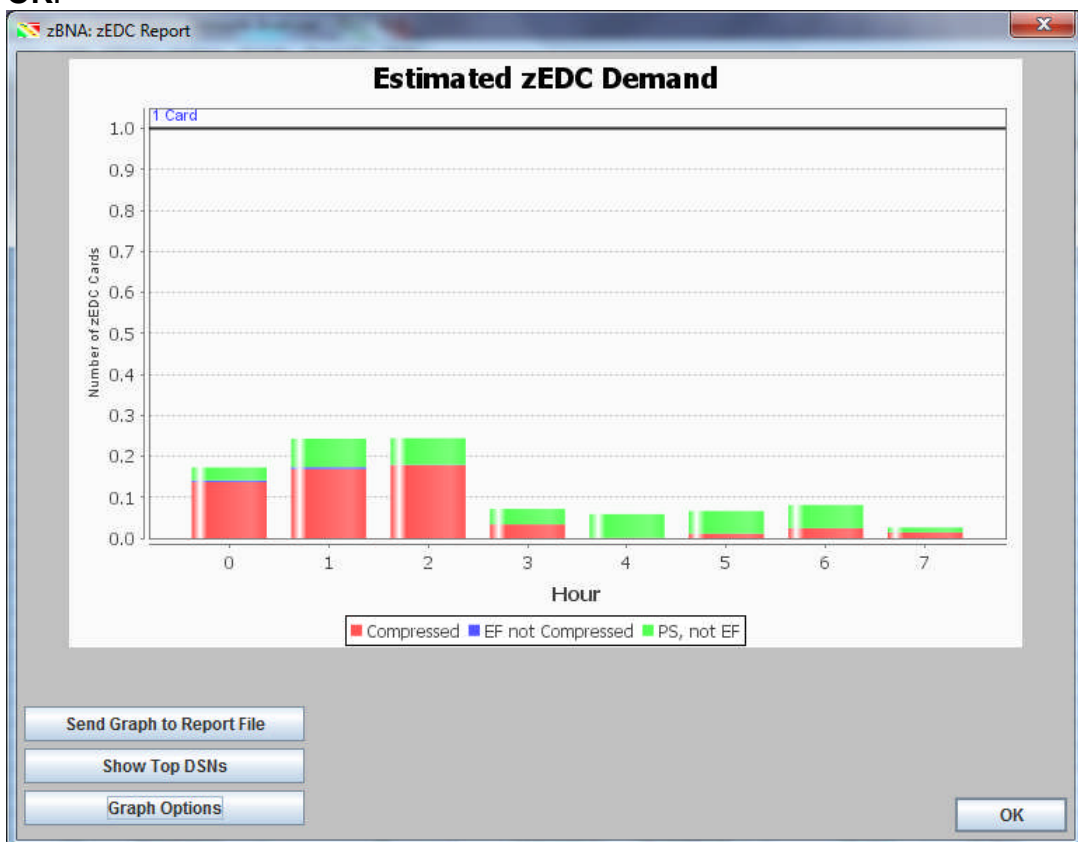 OK.
zBNA: zEDC Report
Estimated zEDC Demand
1 Card
Number of zEDC Cards
1.0
0.9
0.8
0.7
0.6
0.5
0.4
0.3
0.2
0.1
0.0
0 1 2 3 4 5 6 7
Hour
Compressed EF not Compressed PS, not EF
Send Graph to Report File
Show Top DSNs
Graph Options
OK